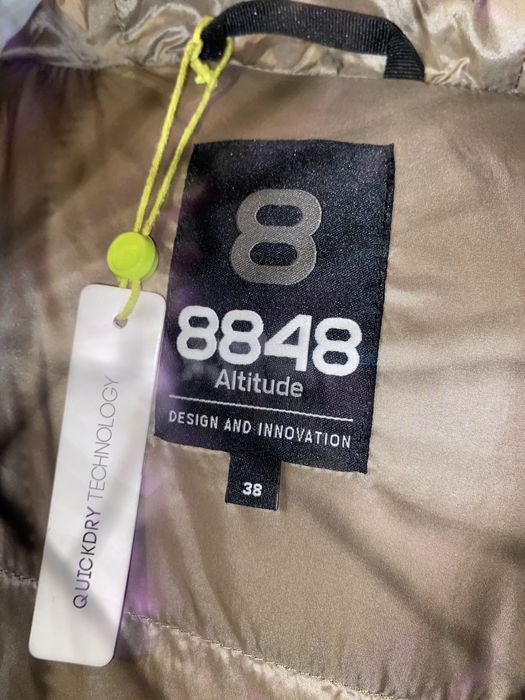 8
8848
Altitude
DESIGN AND INNOVATION
38
QUICKDRY TECHNOLOGY